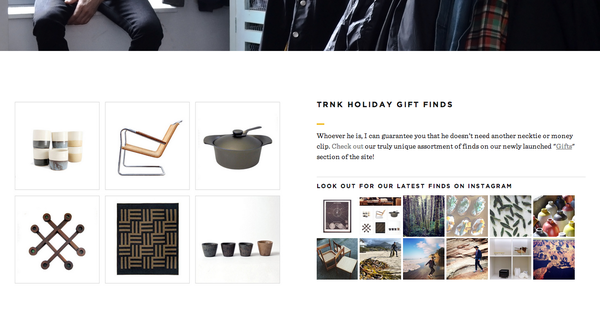 TRNK HOLIDAY GIFT FINDS
Whoever he is, I can guarantee you that he doesn't need another necktie or money
clip. Check out our truly unique assortment of finds on our newly launched "Gifts"
section of the site!
LOOK OUT FOR OUR LATEST FINDS ON INSTAGRAM